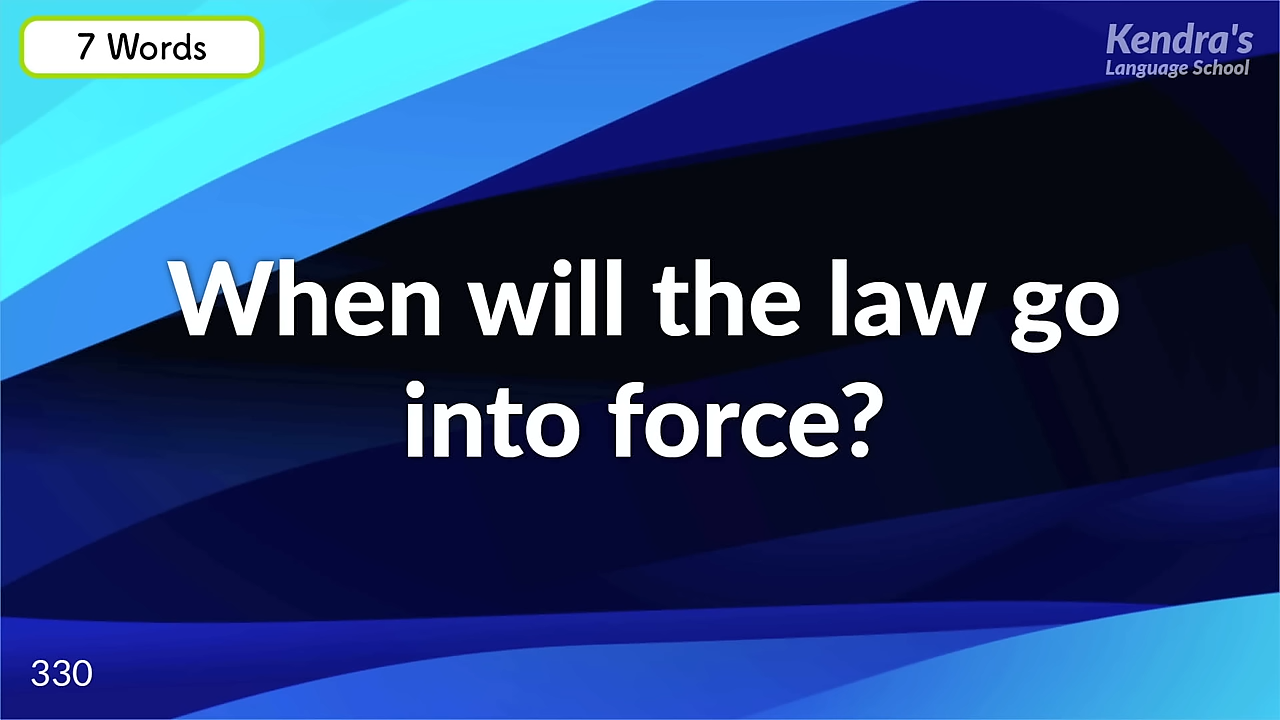 7 Words
Kendra's
Language School
When will the law go
into force?
330